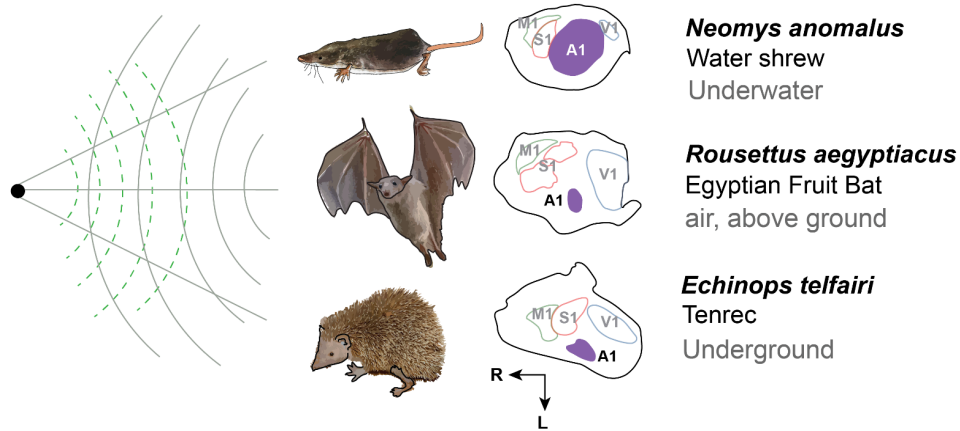 M1
S1
A1
V1
Neomys anomalus
Water shrew
Underwater
M1
S1
A1
V1
Rousettus aegyptiacus
Egyptian Fruit Bat
air, above ground
M1
S1
V1
A1
Echinops telfairi
Tenrec
Underground
R
L